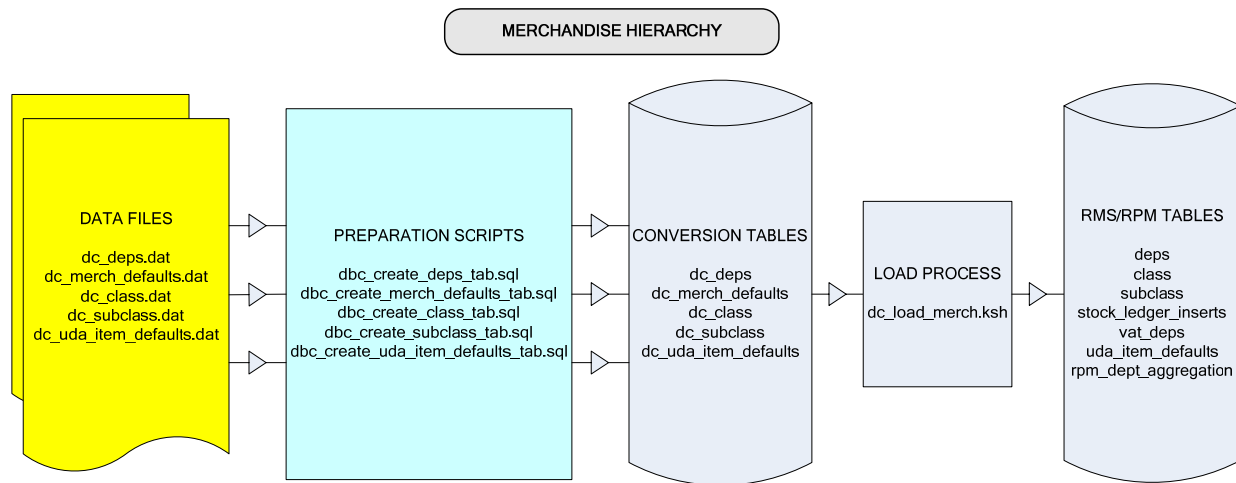 MERCHANDISE HIERARCHY
DATA FILES
dc_deps.dat
dc_merch_defaults.dat
dc_class.dat
dc_subclass.dat
dc_uda_item_defaults.dat
PREPARATION SCRIPTS
dbc_create_deps_tab.sql
dbc_create_merch_defaults_tab.sql
dbc_create_class_tab.sql
dbc_create_subclass_tab.sql
dbc_create_uda_item_defaults_tab.sql
CONVERSION TABLES
dc_deps
dc_merch_defaults
dc_class
dc_subclass
dc_uda_item_defaults
LOAD PROCESS
dc_load_merch.ksh
RMS/RPM TABLES
deps
class
subclass
stock_ledger_inserts
vat_deps
uda_item_defaults
rpm_dept_aggregation